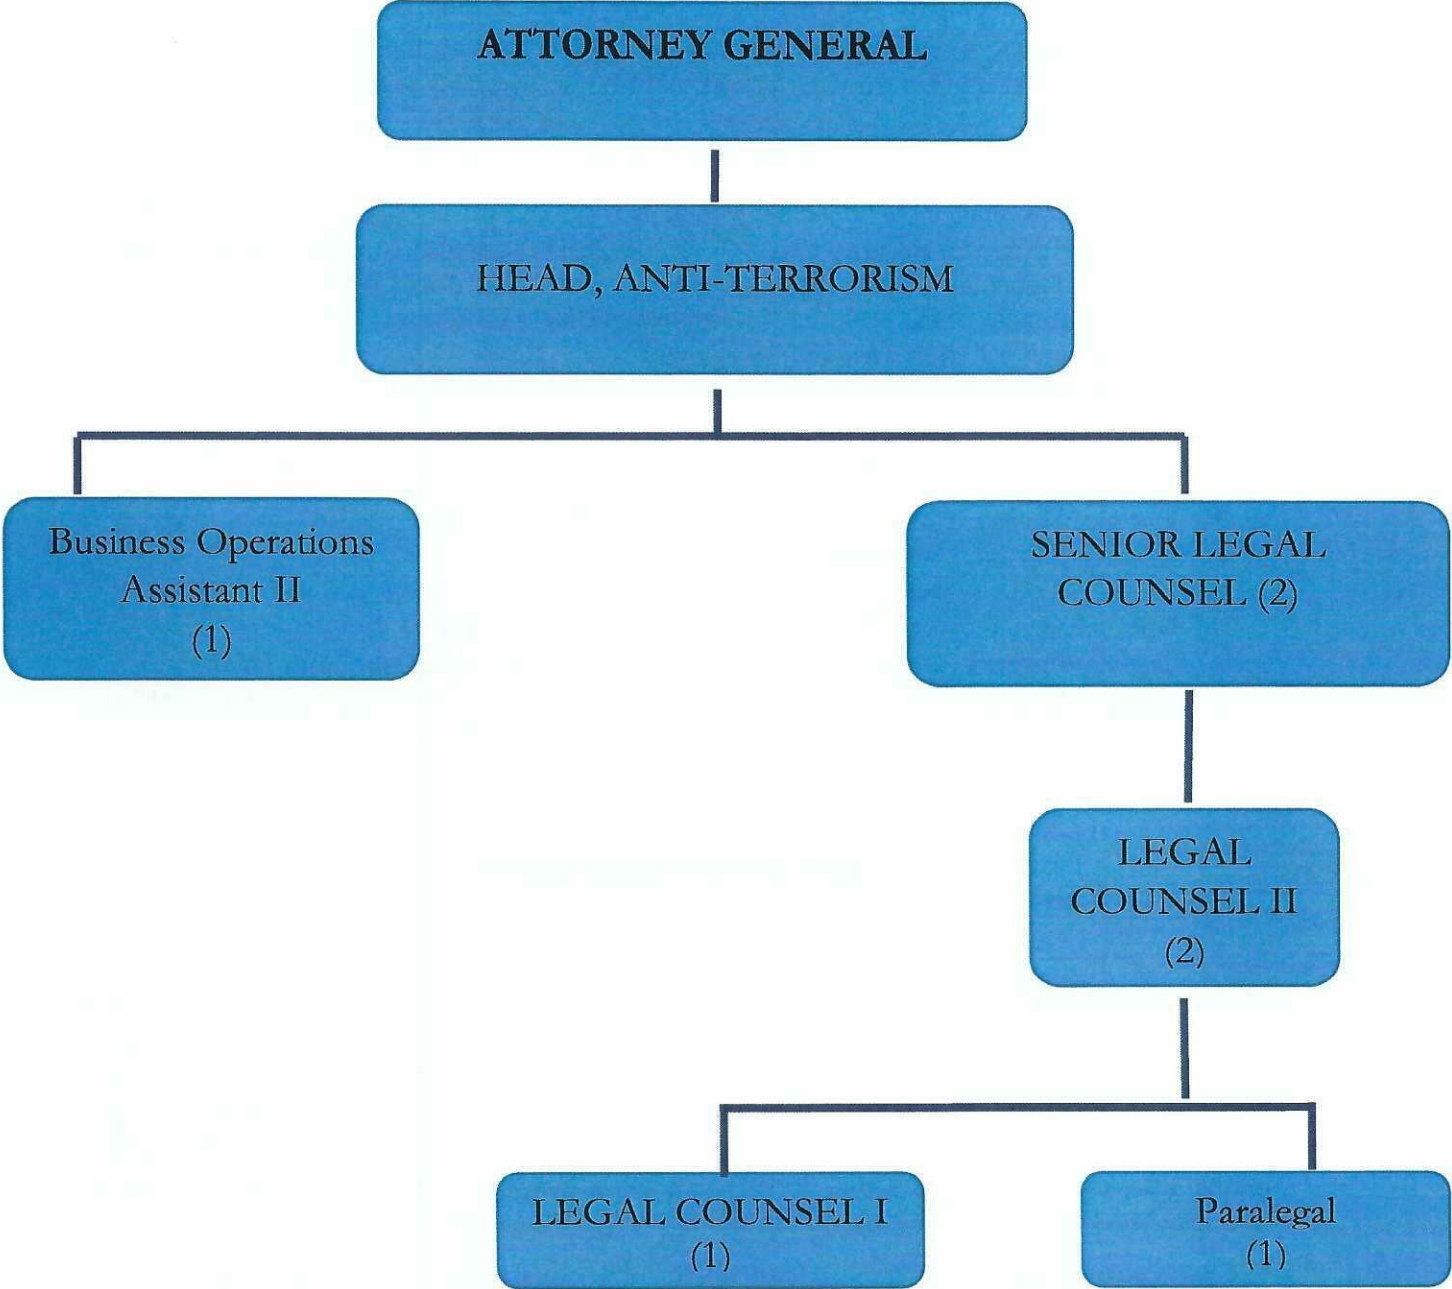 ATTORNEY GENERAL
HEAD, ANTI-TERRORISM
Business Operations
Assistant II
(1)
SENIOR LEGAL
COUNSEL (2)
LEGAL
COUNSEL II
(2)
LEGAL COUNSEL I
(1)
Paralegal
(1)